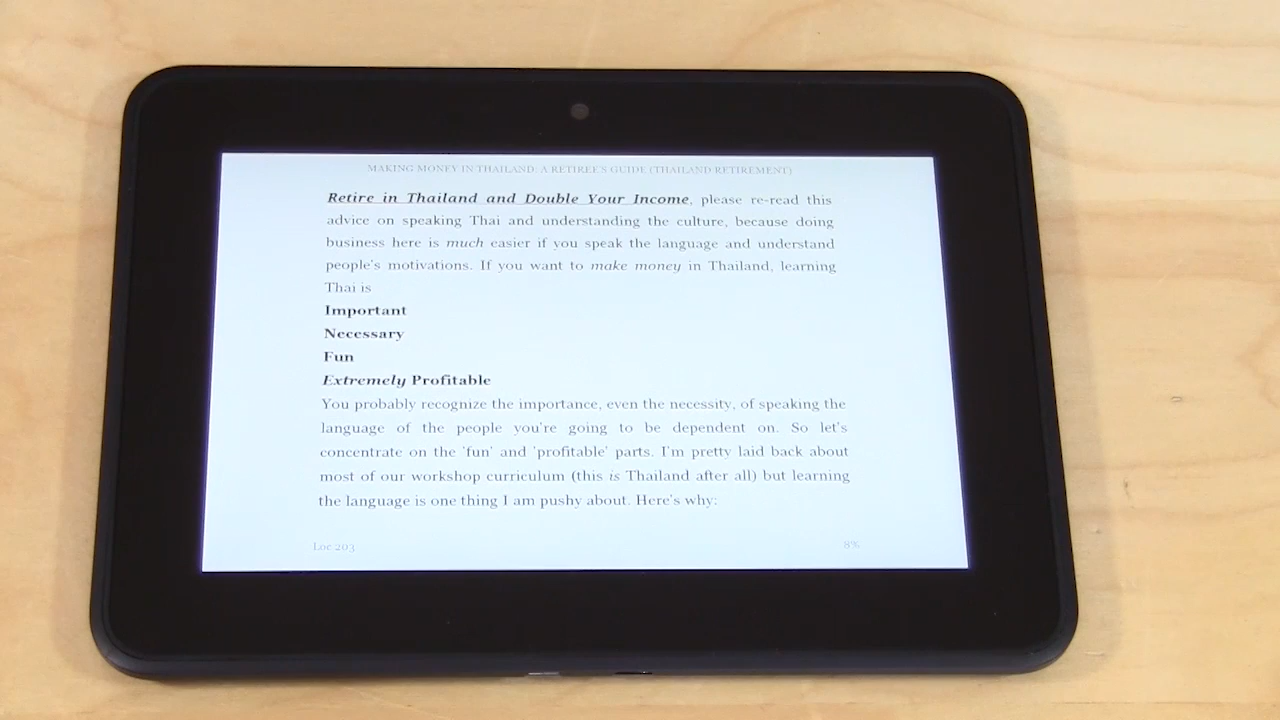 MAKING MONEY IN THAILAND: A RETIREE'S GUIDE (THAILAND RETIREMENT)
Retire in Thailand and Double Your Income, please re-read this
advice on speaking Thai and understanding the culture, because doing
business here is much easier if you speak the language and understand
people's motivations. If you want to make money in Thailand, learning
Thai is
Important
Necessary
Fun
Extremely Profitable
You probably recognize the importance, even the necessity, of speaking the
language of the people you're going to be dependent on. So let's
concentrate on the 'fun' and 'profitable' parts. I'm pretty laid back about
most of our workshop curriculum (this is Thailand after all) but learning
the language is one thing I am pushy about. Here's why:
Loc 203
8%